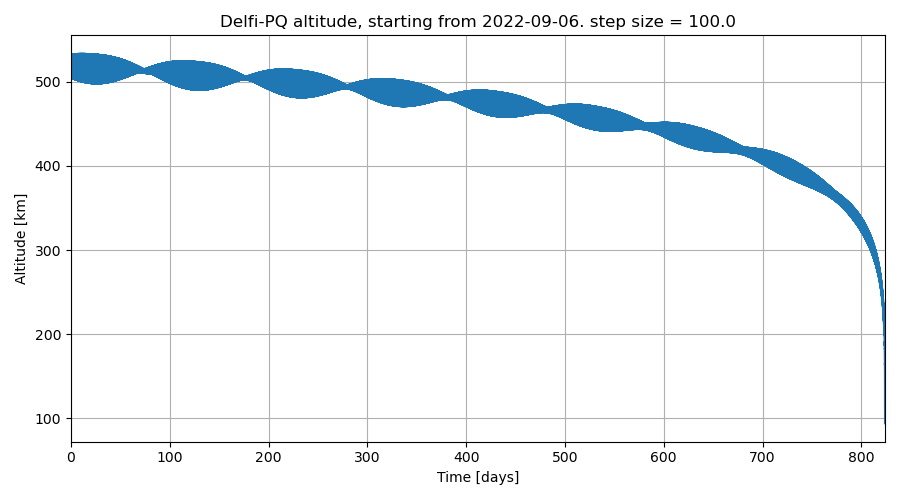 Delfi-PQ altitude, starting from 2022-09-06. step size = 100.0
500
400
300
200
100
Altitude [km]
0 100 200 300 400 500 600 700 800
Time [days]